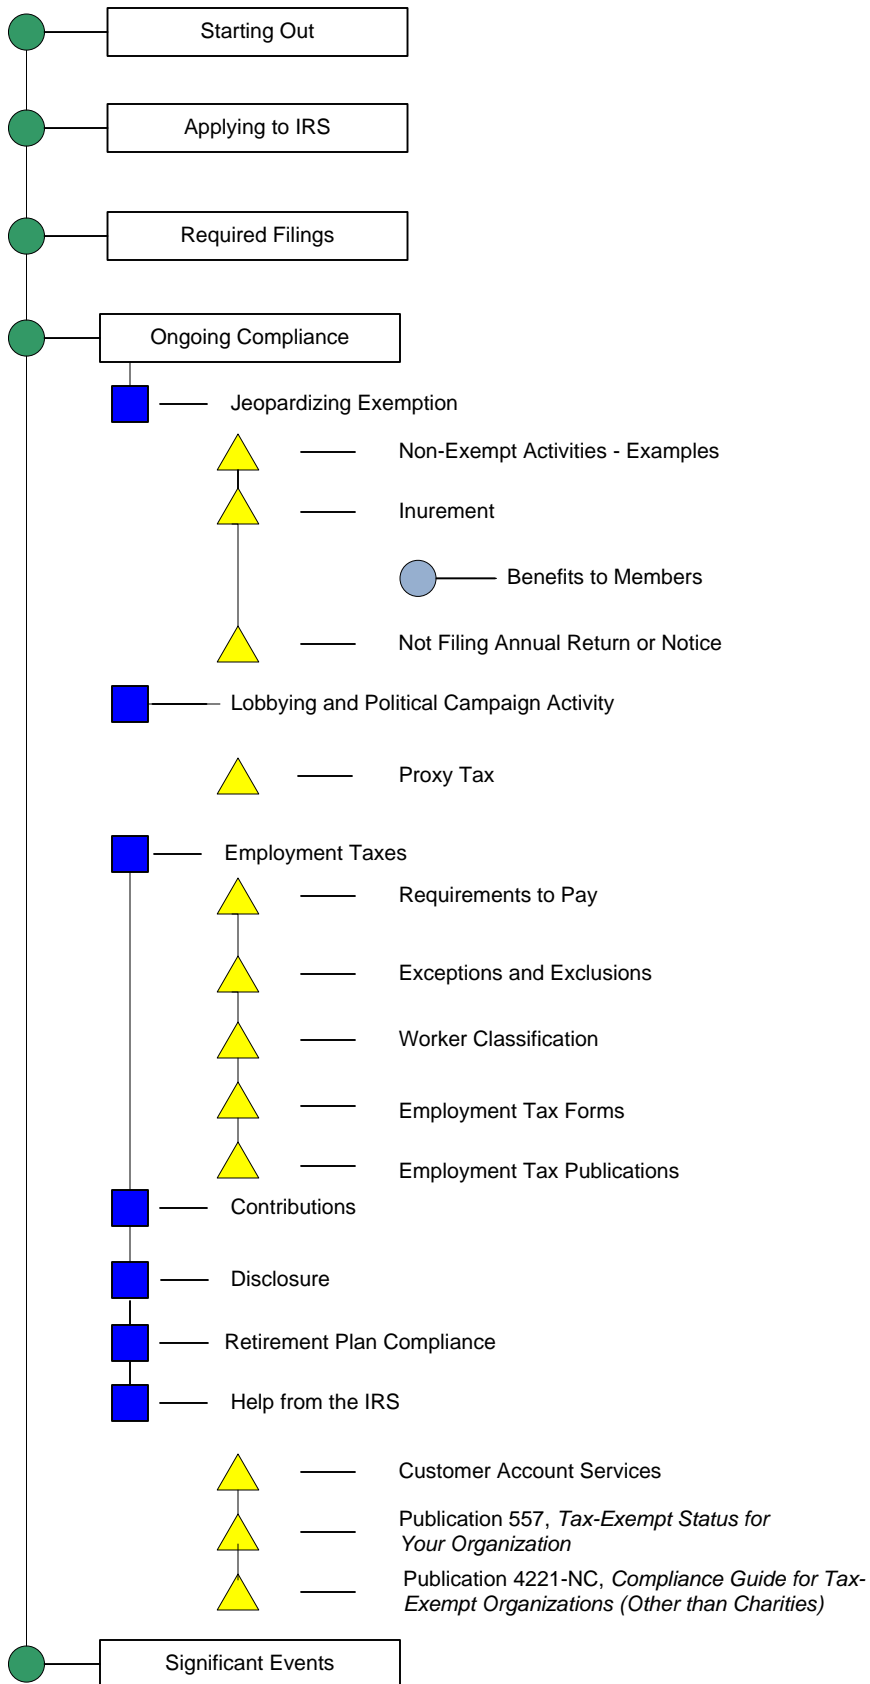 Starting Out
Applying to IRS
Required Filings
Ongoing Compliance
Jeopardizing Exemption
Non-Exempt Activities - Examples
Inurement
Benefits to Members
Not Filing Annual Return or Notice
Lobbying and Political Campaign Activity
Proxy Tax
Employment Taxes
Requirements to Pay
Exceptions and Exclusions
Worker Classification
Employment Tax Forms
Employment Tax Publications
Contributions
Disclosure
Retirement Plan Compliance
Help from the IRS
Customer Account Services
Publication 557, Tax-Exempt Status for
Your Organization
Publication 4221-NC, Compliance Guide for Tax-
Exempt Organizations (Other than Charities)
Significant Events